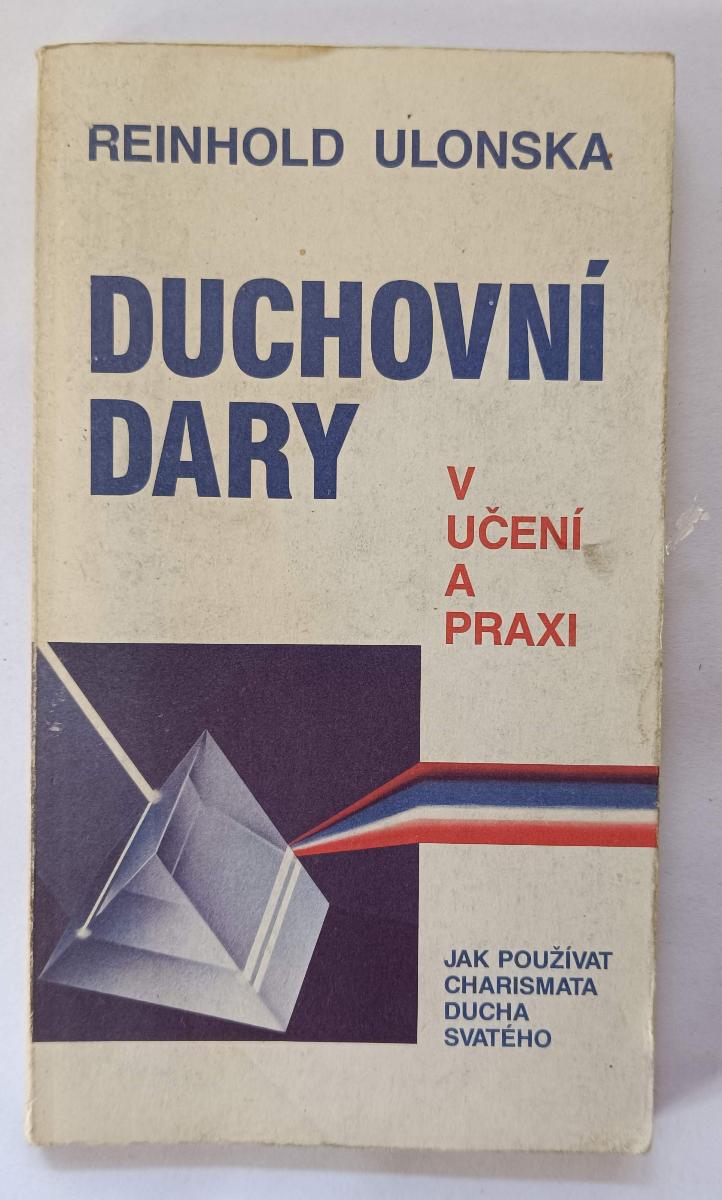 REINHOLD ULONSKA
DUCHOVNÍ
DARY
V
UČENÍ
A
PRAXI
JAK POUŽÍVAT
CHARISMATA
DUCHA
SVATÉHO